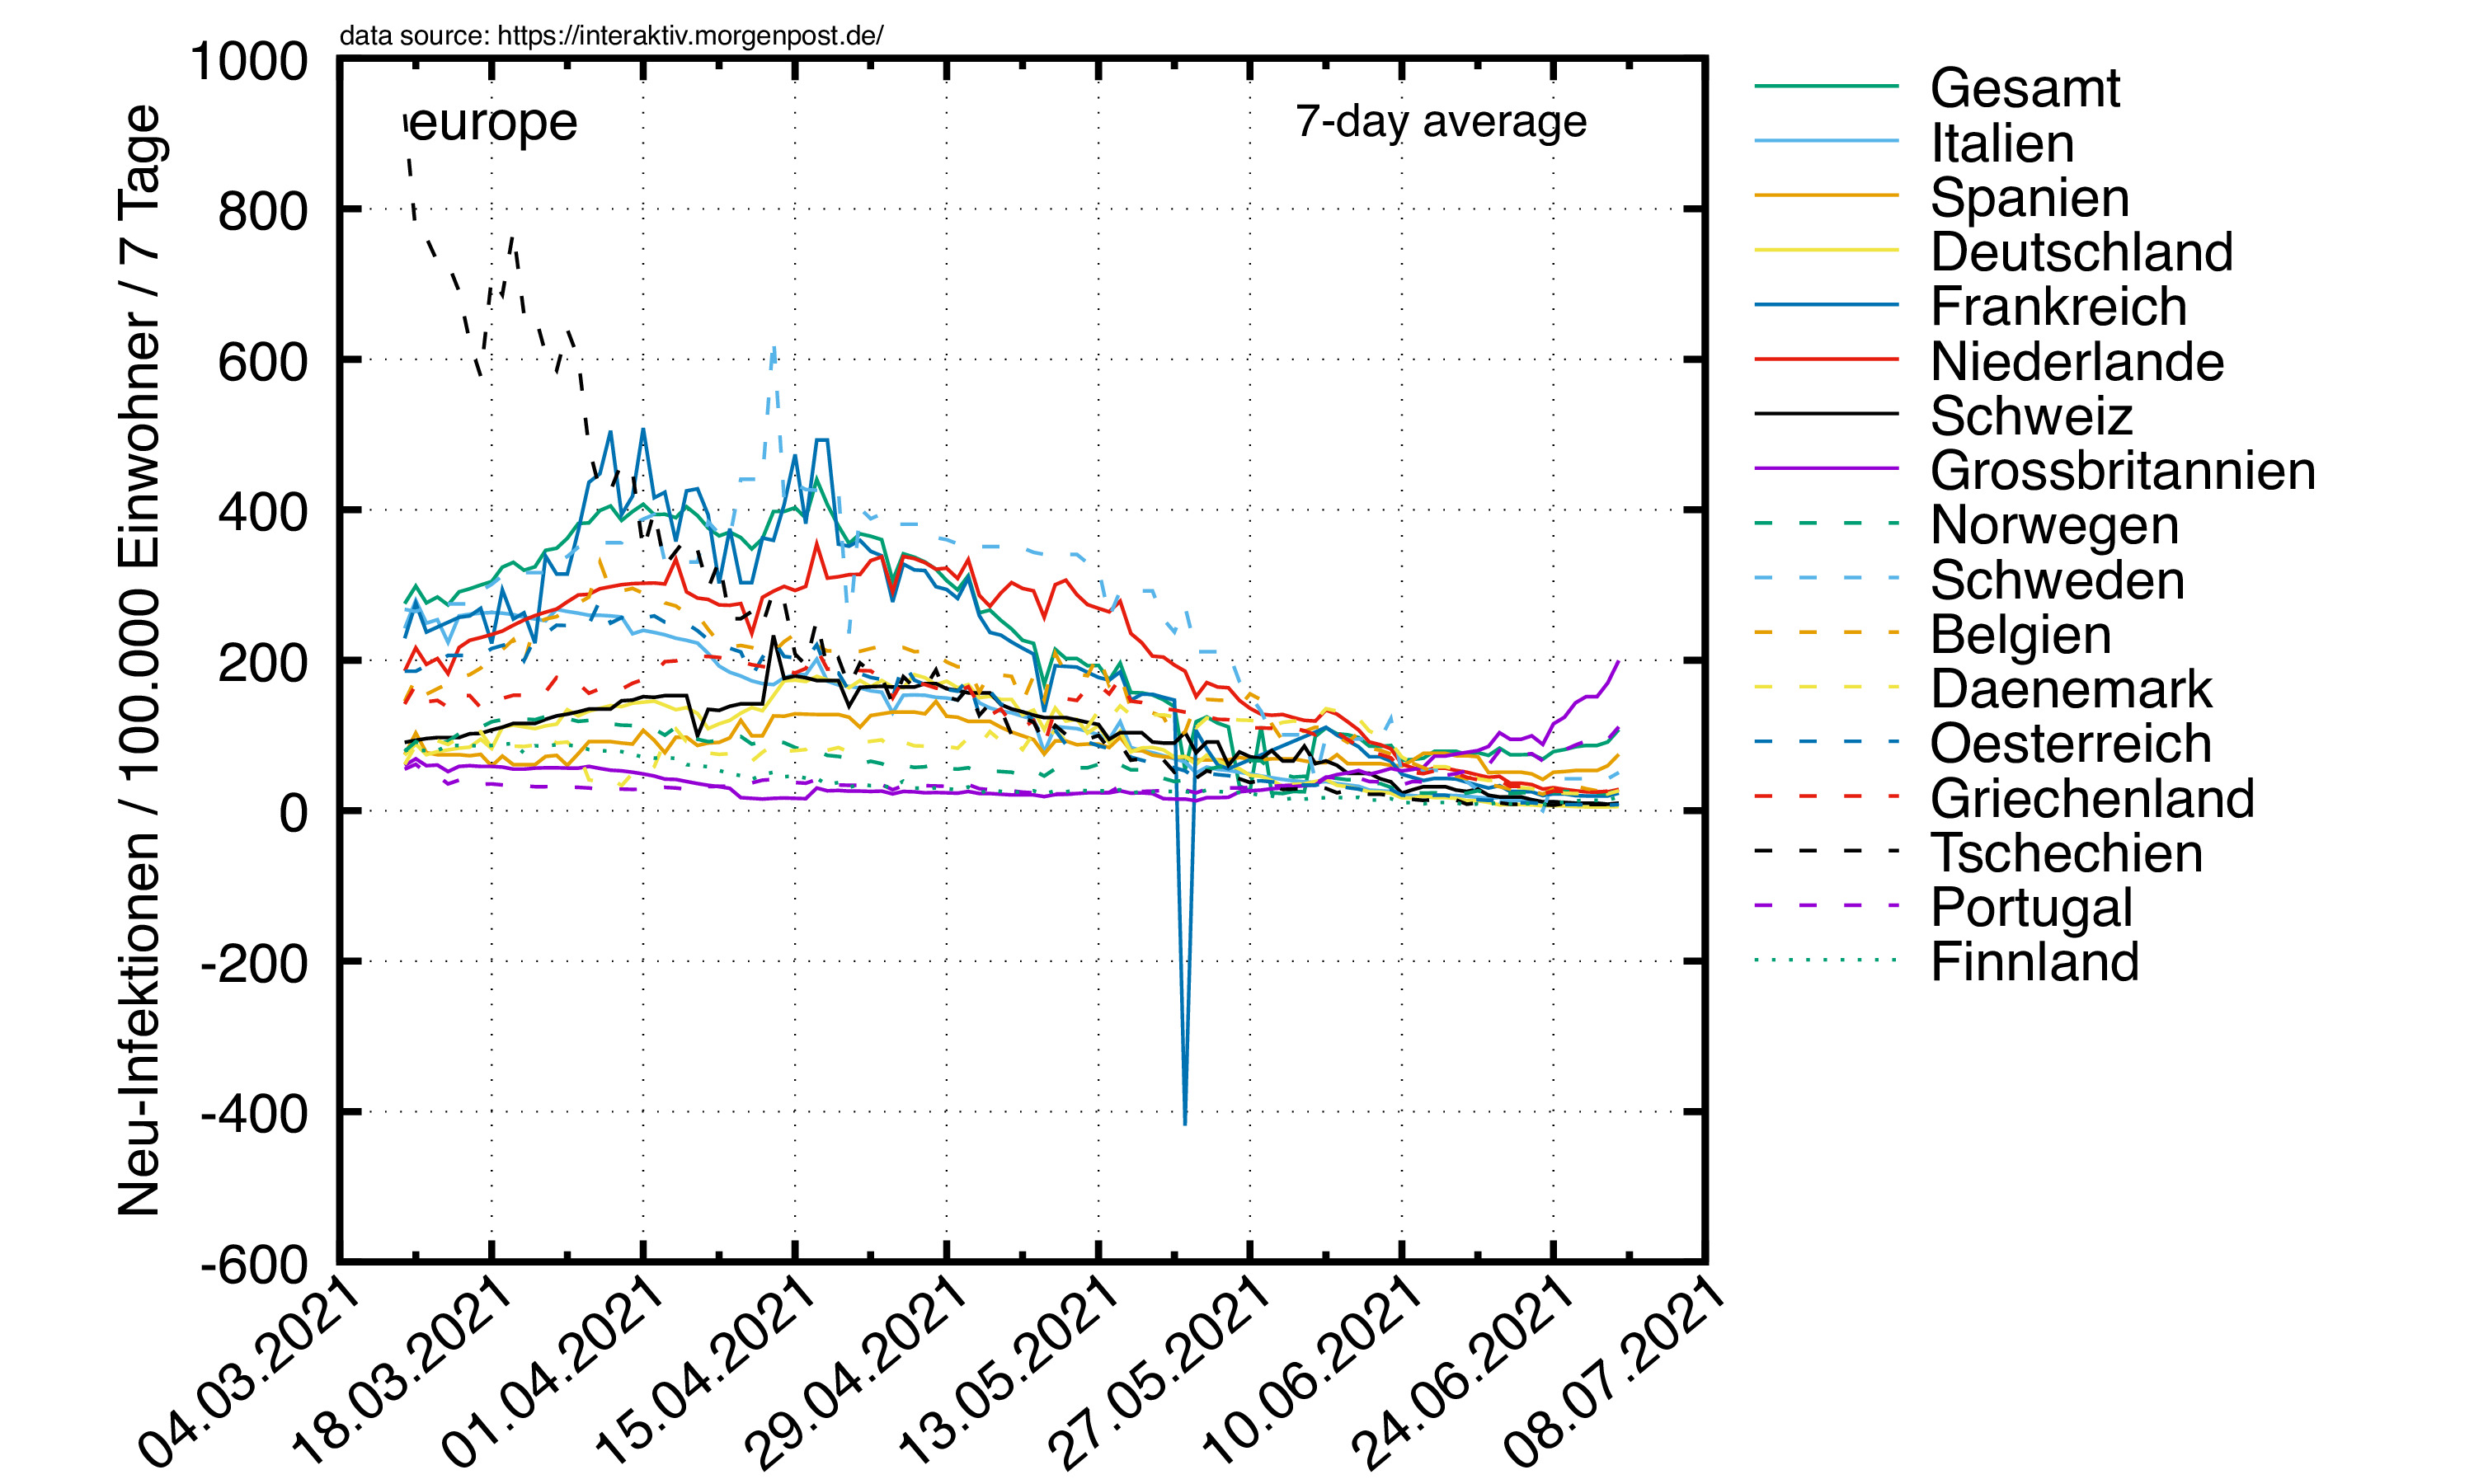 data source: https://interaktiv.morgenpost.de/
europe
7-day average
Neu-Infektionen / 100.000 Einwohner / 7 Tage
1000
800
600
400
200
0
-200
-400
-600
04.03.2021
18.03.2021
01.04.2021
15.04.2021
29.04.2021
13.05.2021
27.05.2021
10.06.2021
24.06.2021
08.07.2021
Gesamt
Italien
Spanien
Deutschland
Frankreich
Niederlande
Schweiz
Grossbritannien
Norwegen
Schweden
Belgien
Daenemark
Oesterreich
Griechenland
Tschechien
Portugal
Finnland